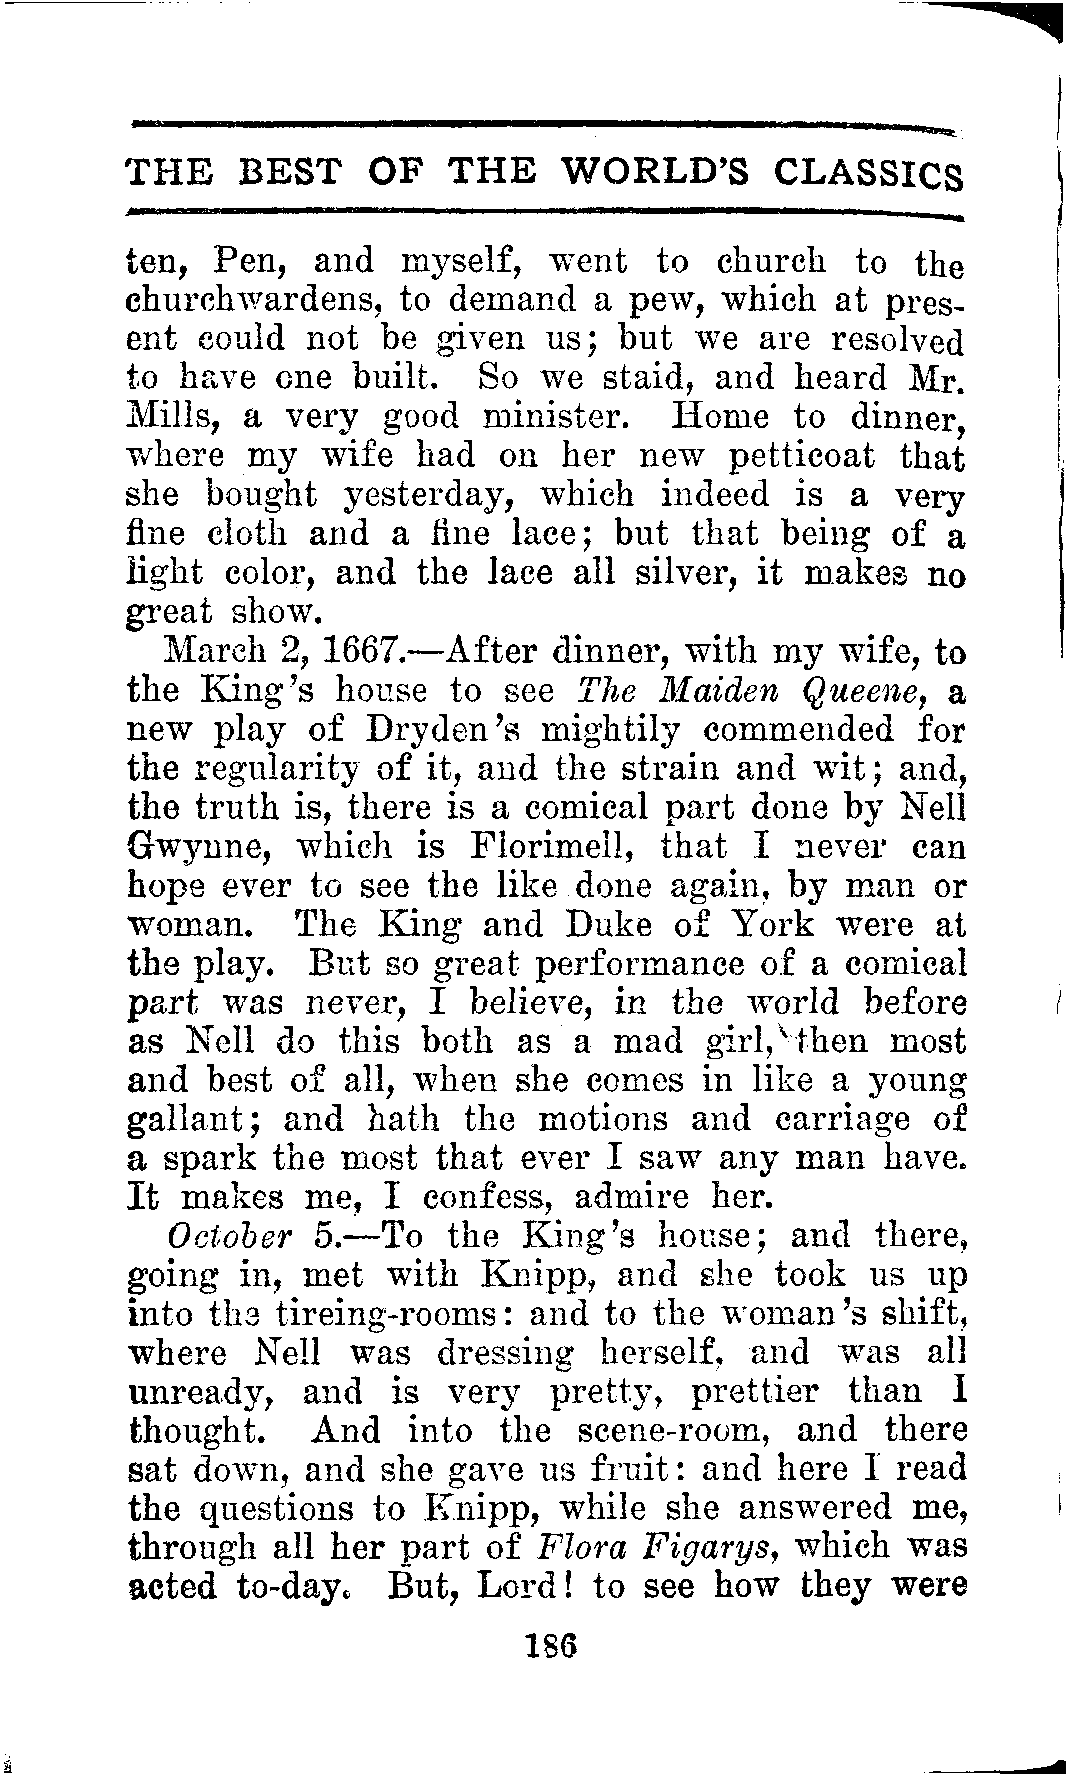 THE BEST OF THE WORLD'S CLASSICS
ten, Pen, and myself, went to church to the
churchwardens, to demand a pew, which at pres-
ent could not be given us; but we are resolved
to have one built. So we staid, and heard Mr.
Mills, a very good minister. Home to dinner,
where my wife had on her new petticoat that
she bought yesterday, which indeed is a very
fine cloth and a fine lace; but that being of a
light color, and the lace all silver, it makes no
great show.
March 2, 1667.—After dinner, with my wife, to
the King's house to see The Maiden Queene, a
new play of Dryden's mightily commended for
the regularity of it, and the strain and wit; and,
the truth is, there is a comical part done by Nell
Gwynne, which is Florimell, that I never can
hope ever to see the like done again, by man or
woman. The King and Duke of York were at
the play. But so great performance of a comical
part was never, I believe, in the world before
as Nell do this both as a mad girl, then most
and best of all, when she comes in like a young
gallant; and hath the motions and carriage of
a spark the most that ever I saw any man have.
It makes me, I confess, admire her.
October 5.—To the King's house; and there,
going in, met with Knipp, and she took us up
into the tireing-rooms: and to the woman's shift,
where Nell was dressing herself, and was all
unready, and is very pretty, prettier than I
thought. And into the scene-room, and there
sat down, and she gave us fruit: and here I read
the questions to Knipp, while she answered me,
through all her part of Flora Figarys, which was
acted to-day. But, Lord! to see how they were
186